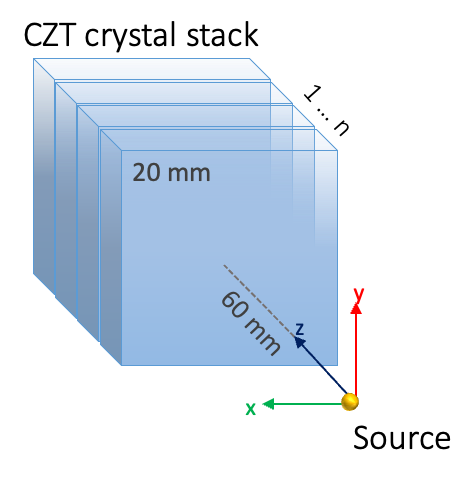 CZT crystal stack
1 ... n
20 mm
60 mm
y
z
x
Source